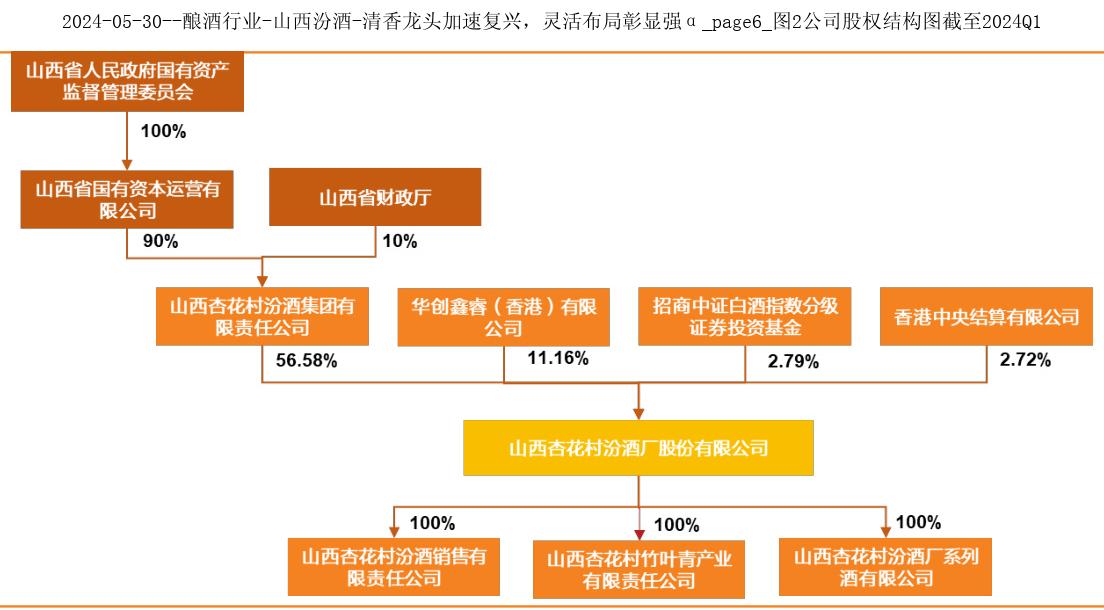 2024-05-30--酿酒行业-山西汾酒-清香龙头加速复兴，灵活布局彰显强α_page6_图2公司股权结构图截至2024Q1
山西省人民政府国有资产
监督管理委员会
100%
山西省国有资本运营有
限公司
山西省财政厅
90%
10%
山西杏花村汾酒集团有
限责任公司
华创鑫睿（香港）有限
公司
招商中证白酒指数分级
证券投资基金
香港中央结算有限公司
56.58%
11.16%
2.79%
2.72%
山西杏花村汾酒厂股份有限公司
100%
100%
100%
山西杏花村汾酒销售有
限责任公司
山西杏花村竹叶青产业
有限责任公司
山西杏花村汾酒厂系列
酒有限公司